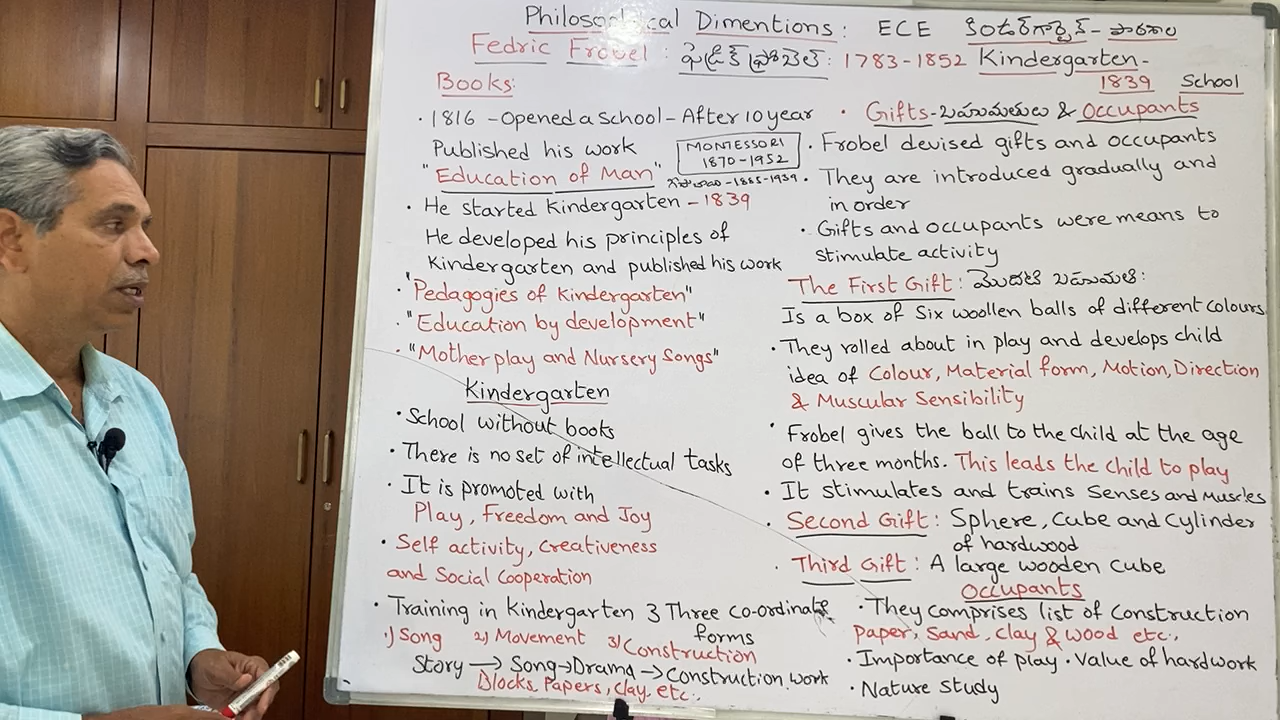 Philosoplical Dimentions: ECE కిండర్‌గార్టెన్ - పాఠశాల
Fedric Frobel: ఫెడ్రిక్ ఫ్రోబెల్: 1783-1852 Kindergarten-
1839 School
Books:
· 1816 - Opened a school - After 10 year
Published his work
"Education of Man"
MONTESSORI
1870-1952
1885-1939
· He started Kindergarten - 1839
He developed his principles of
Kindergarten and published his work
· "Pedagogies of Kindergarten"
· "Education by development"
· "Mother play and Nursery Songs"
Kindergarten
· School without books
· There is no set of intellectual tasks
· It is promoted with
Play, Freedom and Joy
· Self activity, Creativeness
and Social Cooperation
· Training in Kindergarten 3 Three co-ordinate
forms
1) Song 2) Movement 3) Construction
Story → Song → Drama → Construction work
Blocks, Papers, clay. etc.,
· Gifts - బహుమతులు & Occupants
· Frobel devised gifts and occupants
· They are introduced gradually and
in order
· Gifts and occupants were means to
stimulate activity
The First Gift: మొదటి బహుమతి:
Is a box of Six woollen balls of different colours.
· They rolled about in play and develops child
idea of Colour, Material form, Motion, Direction
& Muscular Sensibility
· Frobel gives the ball to the child at the age
of three months. This leads the child to play
· It stimulates and trains Senses and Muscles
· Second Gift: Sphere, Cube and Cylinder
of hardwood
· Third Gift: A large wooden cube
Occupants
· They comprises list of Construction
Paper, Sand, clay & wood etc.,
· Importance of play · Value of hardwork
· Nature study